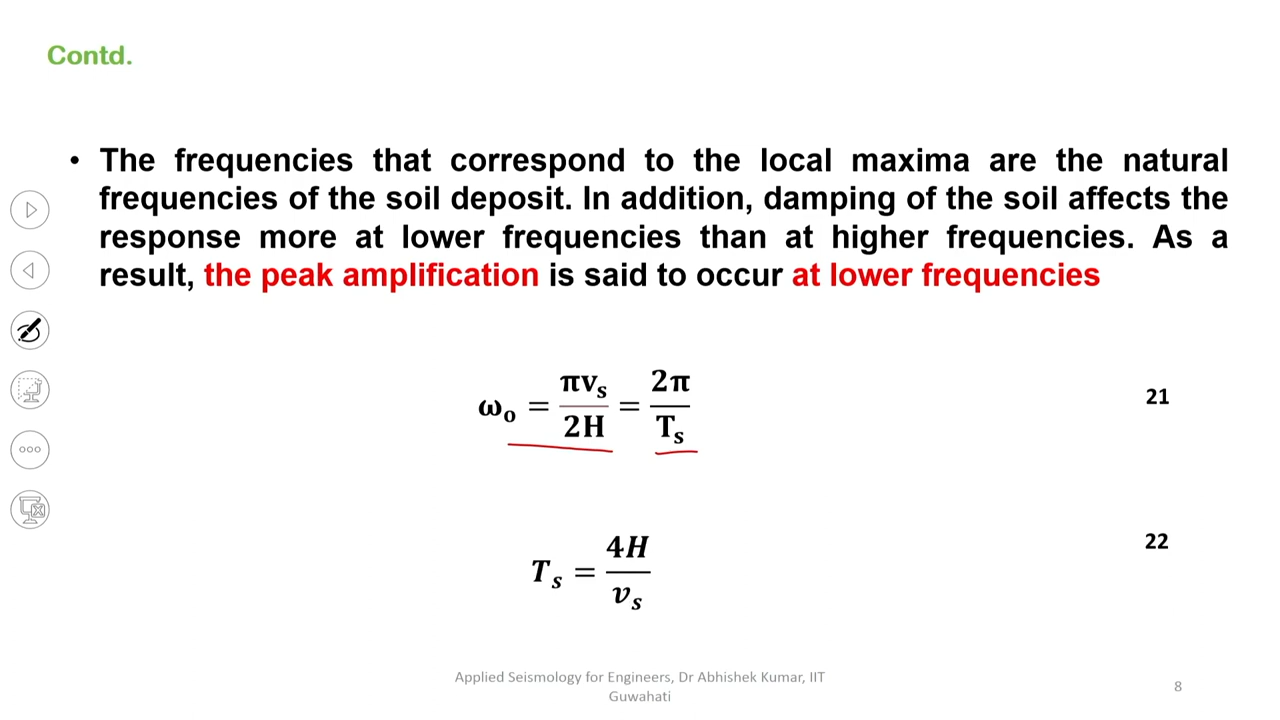 Contd.
• The frequencies that correspond to the local maxima are the natural
frequencies of the soil deposit. In addition, damping of the soil affects the
response more at lower frequencies than at higher frequencies. As a
result, the peak amplification is said to occur at lower frequencies
ω₀ = πvₛ/2H = 2π/Tₛ 21
Tₛ = 4H/vₛ 22
Applied Seismology for Engineers, Dr Abhishek Kumar, IIT
Guwahati
8